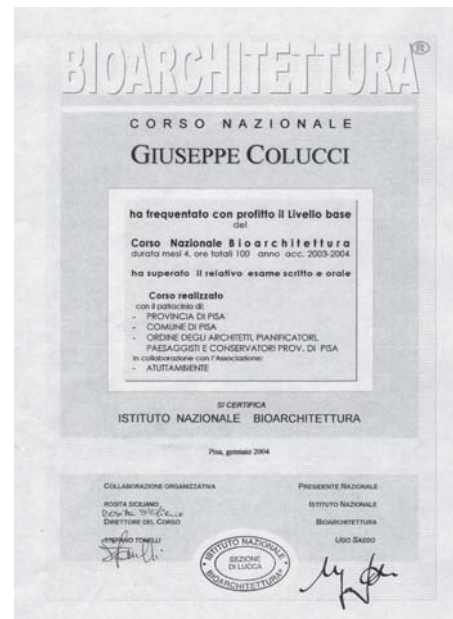 BIOARCHITETTURA®
CORSO NAZIONALE
GIUSEPPE COLUCCI
ha frequentato con profitto il Livello base
del
Corso Nazionale Bioarchitettura
durata mesi 4, ore totali 100 anno acc. 2003-2004
ha superato il relativo esame scritto e orale
Corso realizzato
con il patrocinio di:
- PROVINCIA DI PISA
- COMUNE DI PISA
- ORDINE DEGLI ARCHITETTI, PIANIFICATORI,
PAESAGGISTI E CONSERVATORI PROV. DI PISA
in collaborazione con l'Associazione:
- ATUTTAMBIENTE
SI CERTIFICA
ISTITUTO NAZIONALE BIOARCHITETTURA
Pisa, gennaio 2004
COLLABORAZIONE ORGANIZZATIVA
ROSITA SICILIANO
DIRETTORE DEL CORSO
STEFANO TONELLI
PRESIDENTE NAZIONALE
ISTITUTO NAZIONALE
BIOARCHITETTURA
UGO SASSO
ISTITUTO NAZIONALE
SEZIONE
DI LUCCA
BIOARCHITETTURA